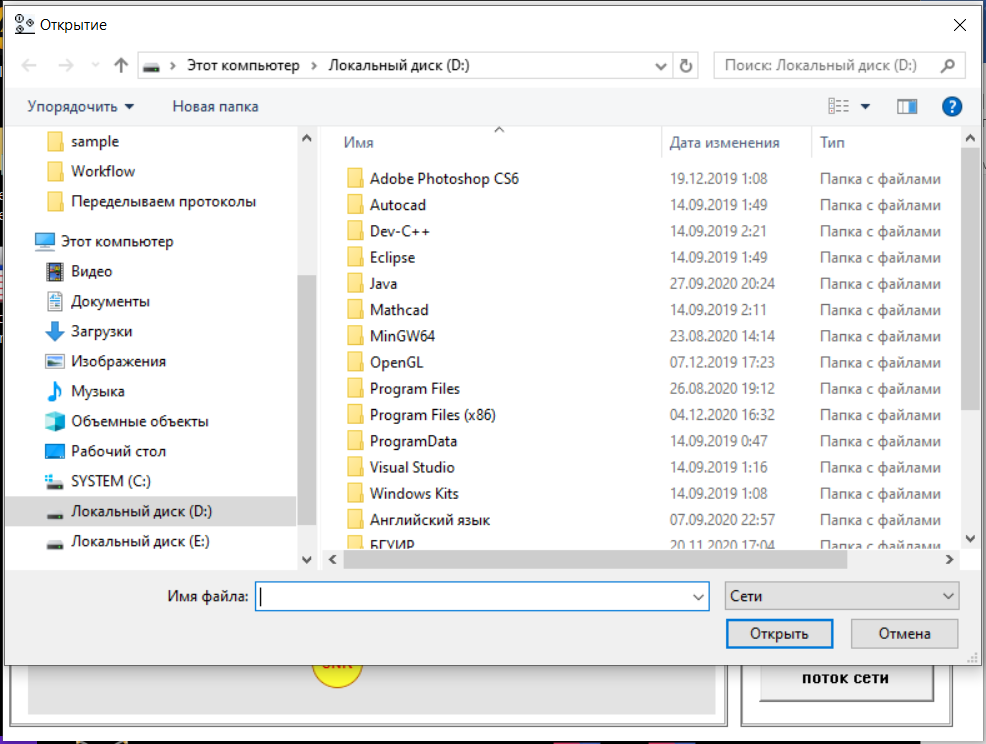 Открытие
Этот компьютер › Локальный диск (D:)
Поиск: Локальный диск (D:)
Упорядочить
Новая папка
sample
Workflow
Переделываем протоколы
Этот компьютер
Видео
Документы
Загрузки
Изображения
Музыка
Объемные объекты
Рабочий стол
SYSTEM (C:)
Локальный диск (D:)
Локальный диск (E:)
Имя Дата изменения Тип
Adobe Photoshop CS6 19.12.2019 1:08 Папка с файлами
Autocad 14.09.2019 1:49 Папка с файлами
Dev-C++ 14.09.2019 2:21 Папка с файлами
Eclipse 14.09.2019 1:49 Папка с файлами
Java 27.09.2020 20:24 Папка с файлами
Mathcad 14.09.2019 2:11 Папка с файлами
MinGW64 23.08.2020 14:14 Папка с файлами
OpenGL 07.12.2019 17:23 Папка с файлами
Program Files 26.08.2020 19:12 Папка с файлами
Program Files (x86) 04.12.2020 16:32 Папка с файлами
ProgramData 14.09.2019 0:47 Папка с файлами
Visual Studio 14.09.2019 1:16 Папка с файлами
Windows Kits 14.09.2019 1:08 Папка с файлами
Английский язык 07.09.2020 22:57 Папка с файлами
БГУИР 20.11.2020 17:04 Папка с файлами
Имя файла:
Сети
Открыть
Отмена
поток сети